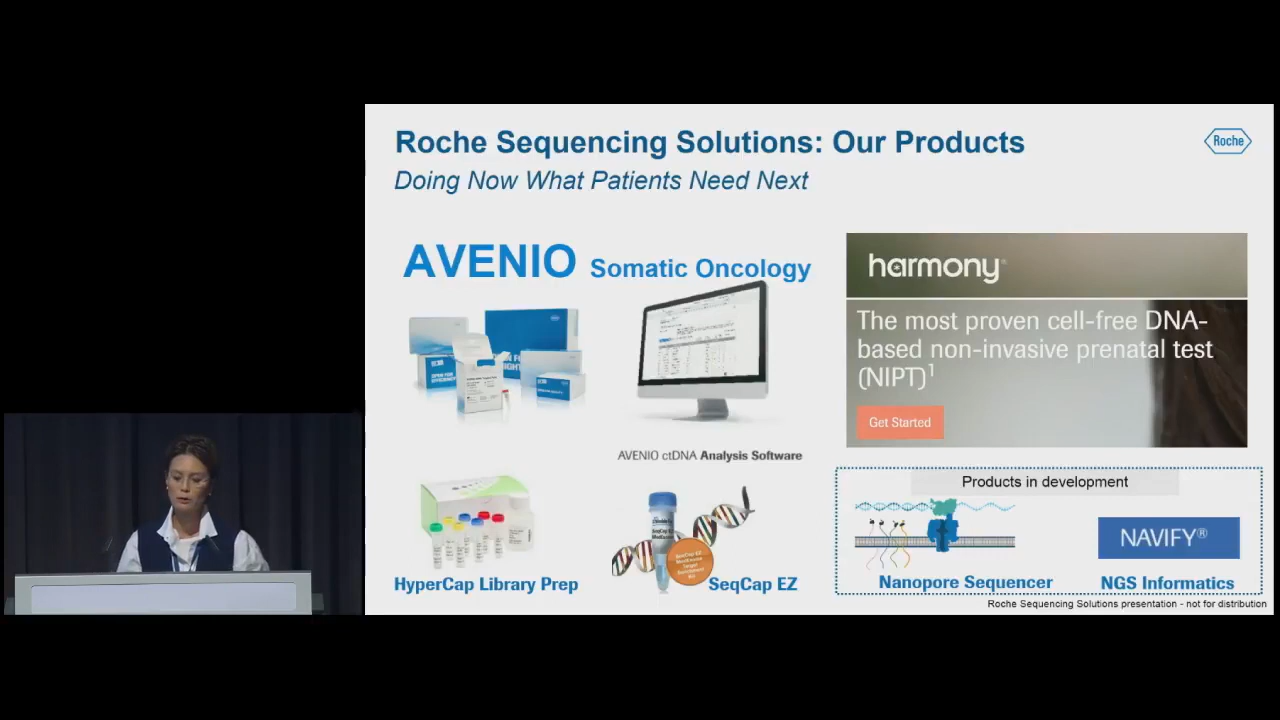 Roche Sequencing Solutions: Our Products
Roche
Doing Now What Patients Need Next
AVENIO Somatic Oncology
harmony®
The most proven cell-free DNA-
based non-invasive prenatal test
(NIPT)1
Get Started
AVENIO ctDNA Analysis Software
HyperCap Library Prep
SeqCap EZ
Products in development
NAVIFY®
Nanopore Sequencer
NGS Informatics
Roche Sequencing Solutions presentation - not for distribution